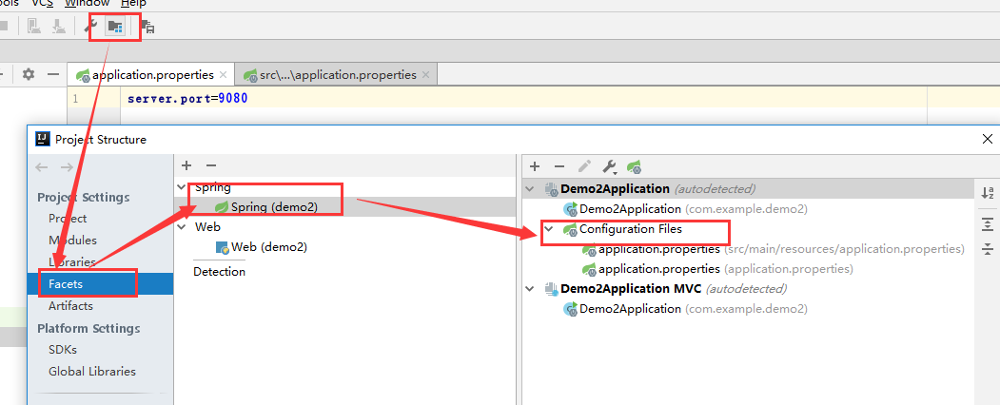 ools VCS Window Help
application.properties src\...\application.properties
1 server.port=9080
IJ Project Structure
Project Settings
Project
Modules
Libraries
Facets
Artifacts
Platform Settings
SDKs
Global Libraries
Spring
Spring (demo2)
Web
Web (demo2)
Detection
Demo2Application (autodetected)
Demo2Application (com.example.demo2)
Configuration Files
application.properties (src/main/resources/application.properties)
application.properties (application.properties)
Demo2Application MVC (autodetected)
Demo2Application (com.example.demo2)